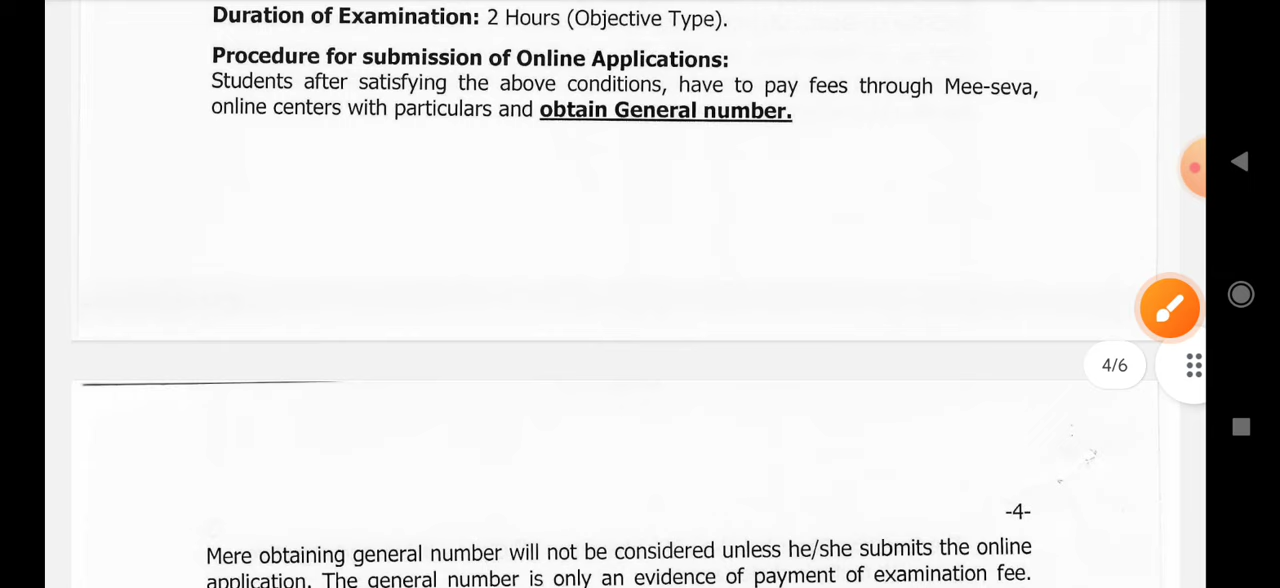 Duration of Examination: 2 Hours (Objective Type).
Procedure for submission of Online Applications:
Students after satisfying the above conditions, have to pay fees through Mee-seva,
online centers with particulars and obtain General number.
4/6
-4-
Mere obtaining general number will not be considered unless he/she submits the online
application. The general number is only an evidence of payment of examination fee.